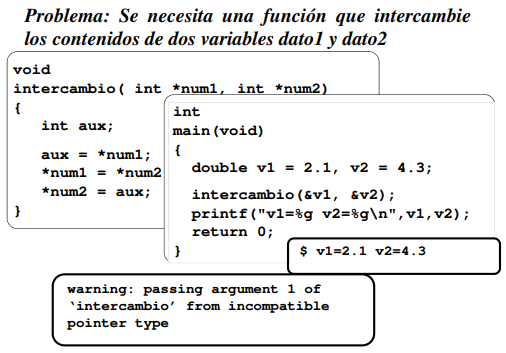 Problema: Se necesita una función que intercambie
los contenidos de dos variables dato1 y dato2
void
intercambio( int *num1, int *num2)
{
int aux;
aux = *num1;
*num1 = *num2
*num2 = aux;
}
int
main(void)
{
double v1 = 2.1, v2 = 4.3;
intercambio(&v1, &v2);
printf("v1=%g v2=%g\n",v1,v2);
return 0;
}
$ v1=2.1 v2=4.3
warning: passing argument 1 of
‘intercambio’ from incompatible
pointer type